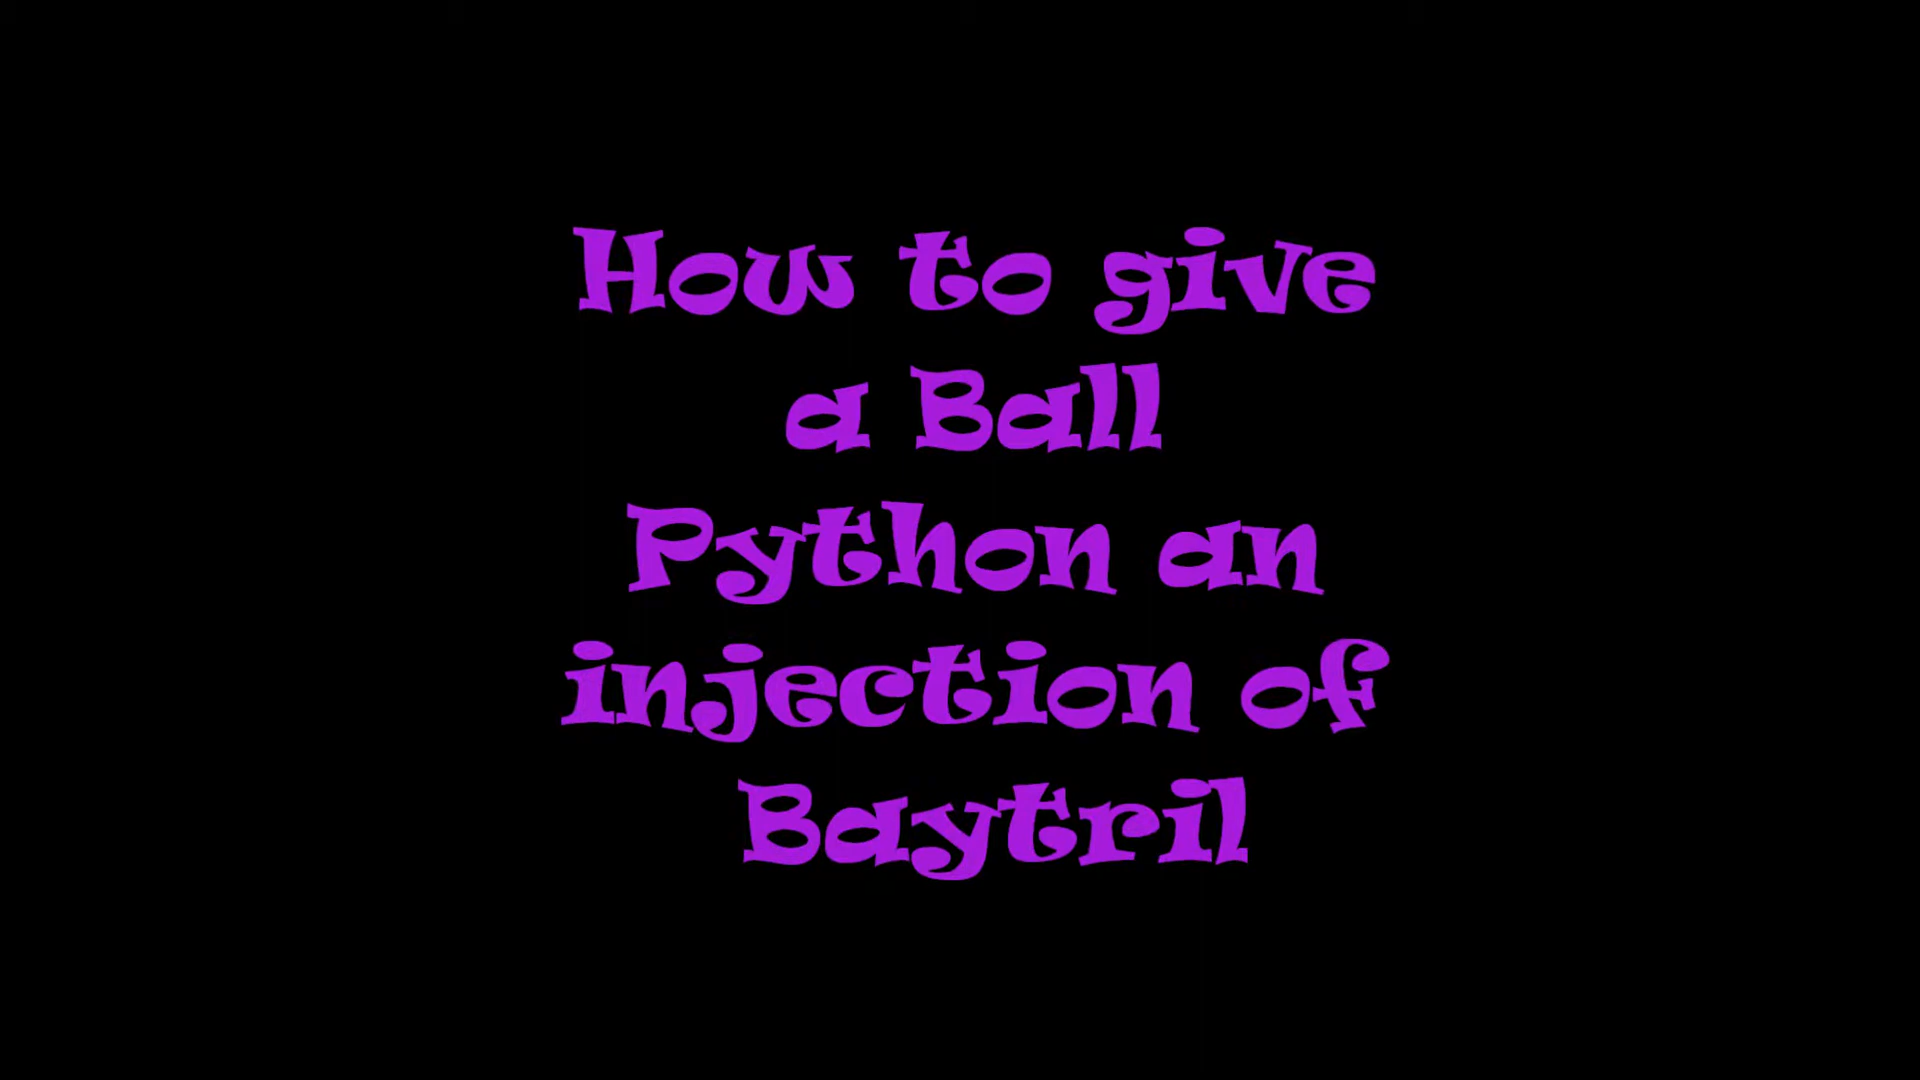 How to give
a Ball
Python an
injection of
Baytril